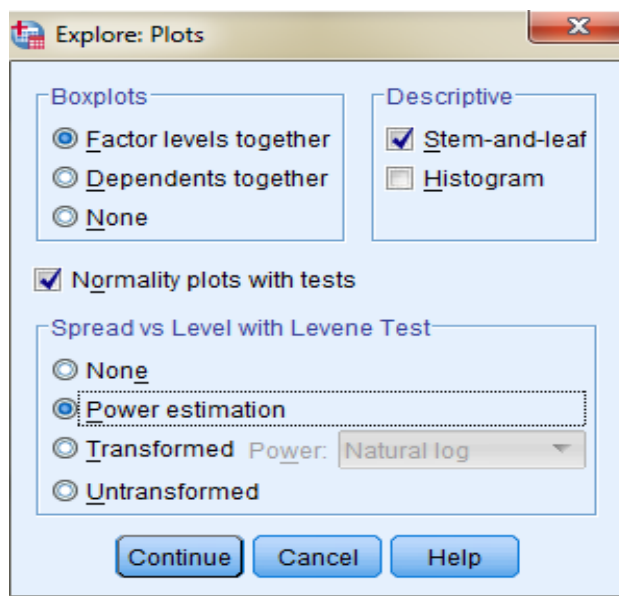 Explore: Plots
Boxplots
Factor levels together
Dependents together
None
Descriptive
Stem-and-leaf
Histogram
Normality plots with tests
Spread vs Level with Levene Test
None
Power estimation
Transformed Power: Natural log
Untransformed
Continue Cancel Help